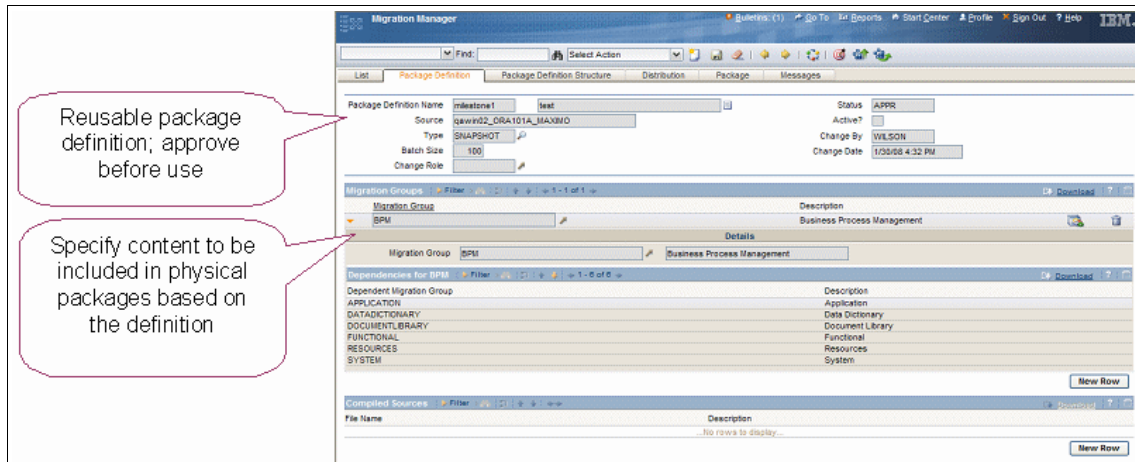 Migration Manager
Bulletins: (1) Go To Reports Start Center Profile Sign Out ? Help IBM.
Find: Select Action
List Package Definition Package Definition Structure Distribution Package Messages
Reusable package
definition; approve
before use
Package Definition Name milestone1 test Status APPR
Source qawin02_ORA101A_MAXIMO Active?
Type SNAPSHOT Change By WILSON
Batch Size 100 Change Date 1/30/08 4:32 PM
Change Role
Migration Groups Filter 1 - 1 of 1 Download ?
Migration Group Description
BPM Business Process Management
Specify content to be
included in physical
packages based on
the definition
Details
Migration Group BPM Business Process Management
Dependencies for BPM Filter 1 - 6 of 6 Download ?
Dependent Migration Group Description
APPLICATION Application
DATADICTIONARY Data Dictionary
DOCUMENTLIBRARY Document Library
FUNCTIONAL Functional
RESOURCES Resources
SYSTEM System
New Row
Compiled Sources Filter Download ?
File Name Description
...No rows to display...
New Row